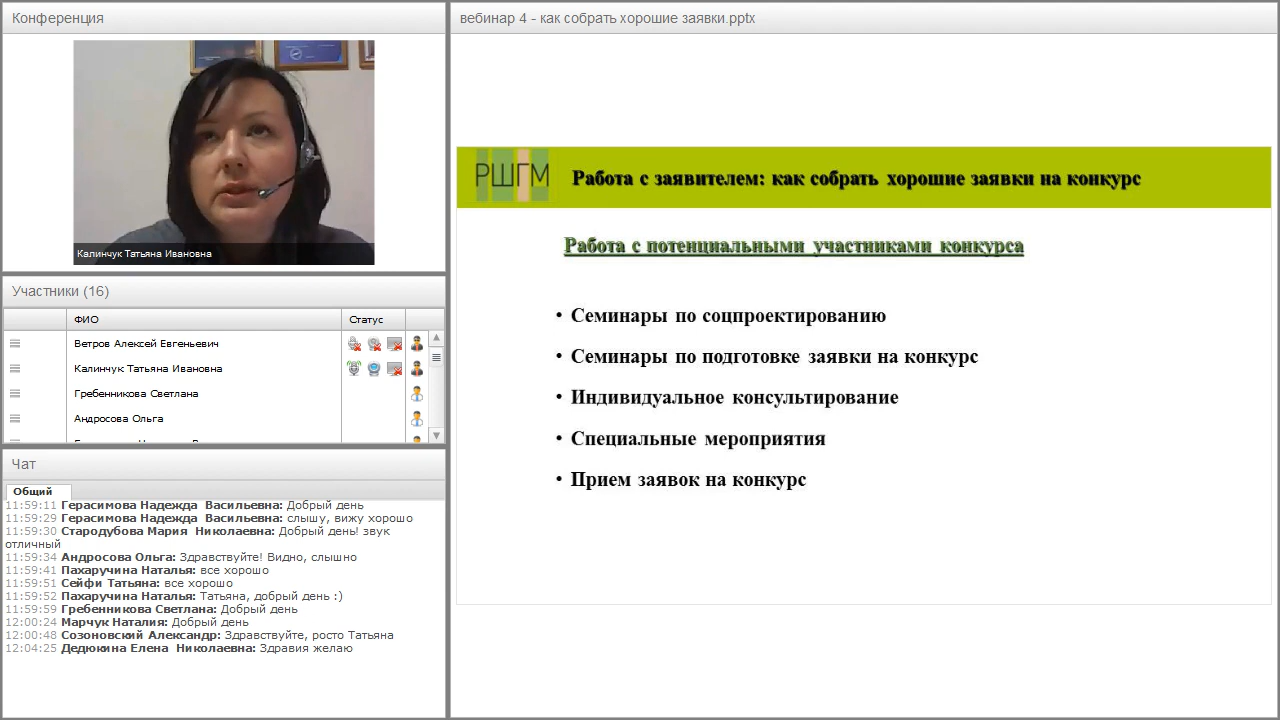 Конференция
Калинчук Татьяна Ивановна
Участники (16)
ФИО
Статус
Ветров Алексей Евгеньевич
Калинчук Татьяна Ивановна
Гребенникова Светлана
Андросова Ольга
Чат
Общий
11:59:11 Герасимова Надежда Васильевна: Добрый день
11:59:29 Герасимова Надежда Васильевна: слышу, вижу хорошо
11:59:30 Стародубова Мария Николаевна: Добрый день! звук
отличный
11:59:34 Андросова Ольга: Здравствуйте! Видно, слышно
11:59:41 Пахаручина Наталья: все хорошо
11:59:51 Сейфи Татьяна: все хорошо
11:59:52 Пахаручина Наталья: Татьяна, добрый день :)
11:59:59 Гребенникова Светлана: Добрый день
12:00:24 Марчук Наталия: Добрый день
12:00:48 Созоновский Александр: Здравствуйте, росто Татьяна
12:04:25 Дедюкина Елена Николаевна: Здравия желаю
вебинар 4 - как собрать хорошие заявки.pptx
РШГМ
Работа с заявителем: как собрать хорошие заявки на конкурс
Работа с потенциальными участниками конкурса
• Семинары по соцпроектированию
• Семинары по подготовке заявки на конкурс
• Индивидуальное консультирование
• Специальные мероприятия
• Прием заявок на конкурс